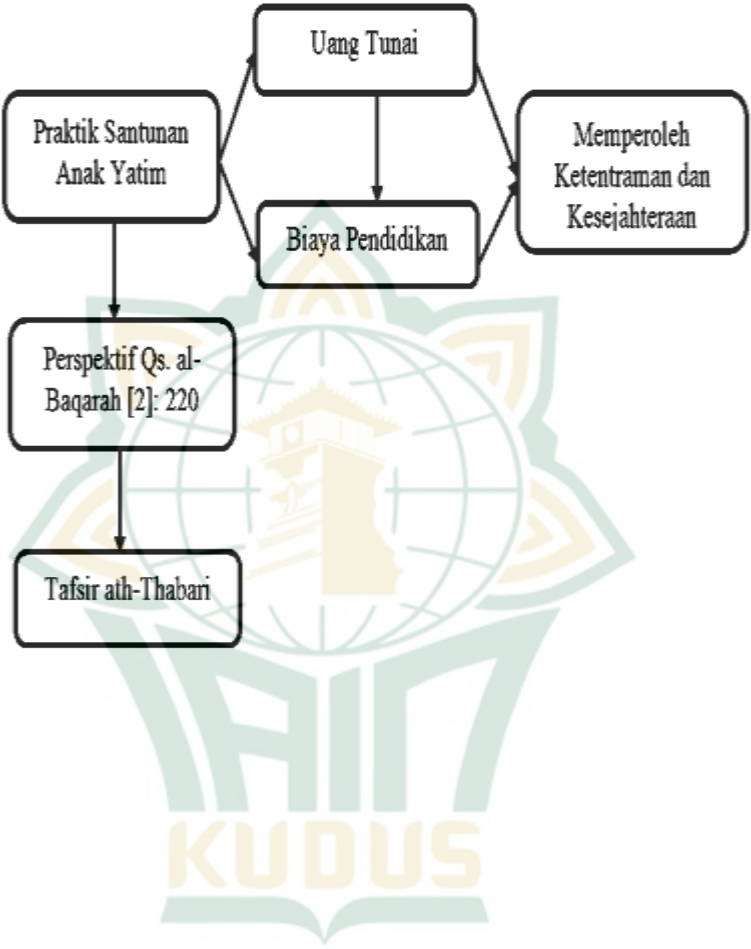 Uang Tunai
Praktik Santunan
Anak Yatim
Memperoleh
Ketentraman dan
Kesejahteraan
Biaya Pendidikan
Perspektif Qs. al-
Baqarah [2]: 220
Tafsir ath-Thabari
IAIN
KUDUS